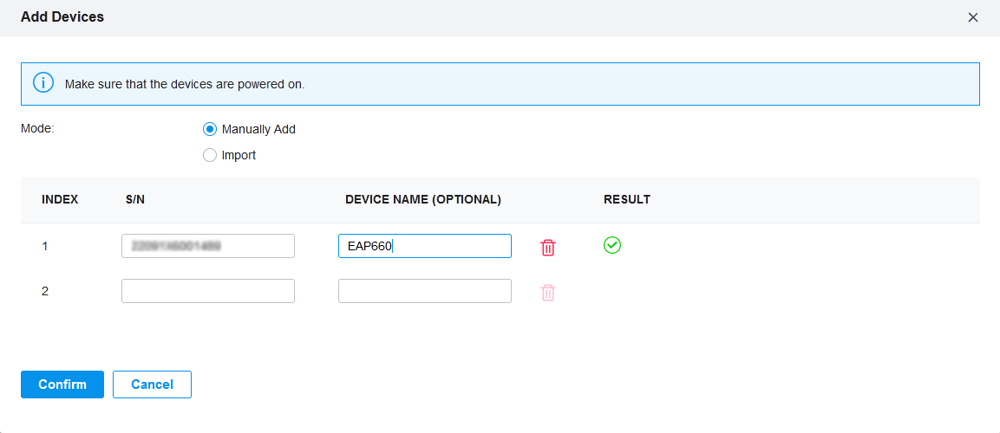 Add Devices
Make sure that the devices are powered on.
Mode:
Manually Add
Import
INDEX S/N DEVICE NAME (OPTIONAL) RESULT
1 EAP660
2
Confirm Cancel